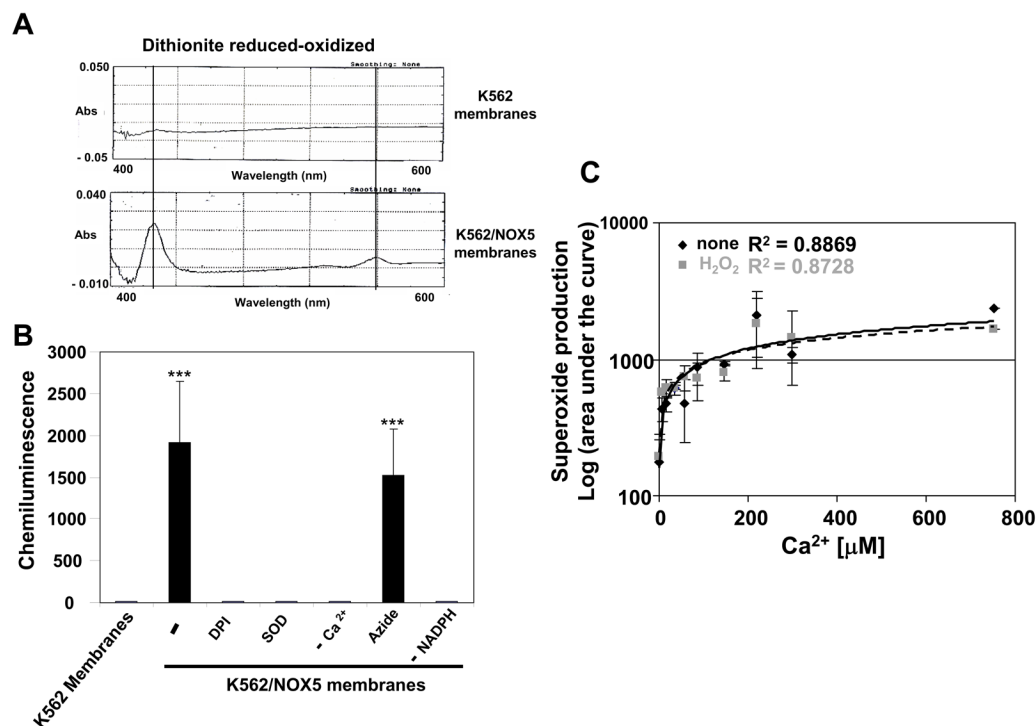 A
Dithionite reduced-oxidized
Smoothing: None
0.050
Abs
- 0.05
400
600
Wavelength (nm)
K562
membranes
Smoothing: None
0.040
Abs
- 0.010
400
600
Wavelength (nm)
K562/NOX5
membranes
B
Chemiluminescence
3000
2500
2000
1500
1000
500
0
***
***
K562 Membranes
-
DPI
SOD
- Ca 2+
Azide
- NADPH
K562/NOX5 membranes
C
Superoxide production
Log (area under the curve)
10000
1000
100
none R² = 0.8869
H₂O₂ R² = 0.8728
0
200
400
600
800
Ca²⁺ [μM]